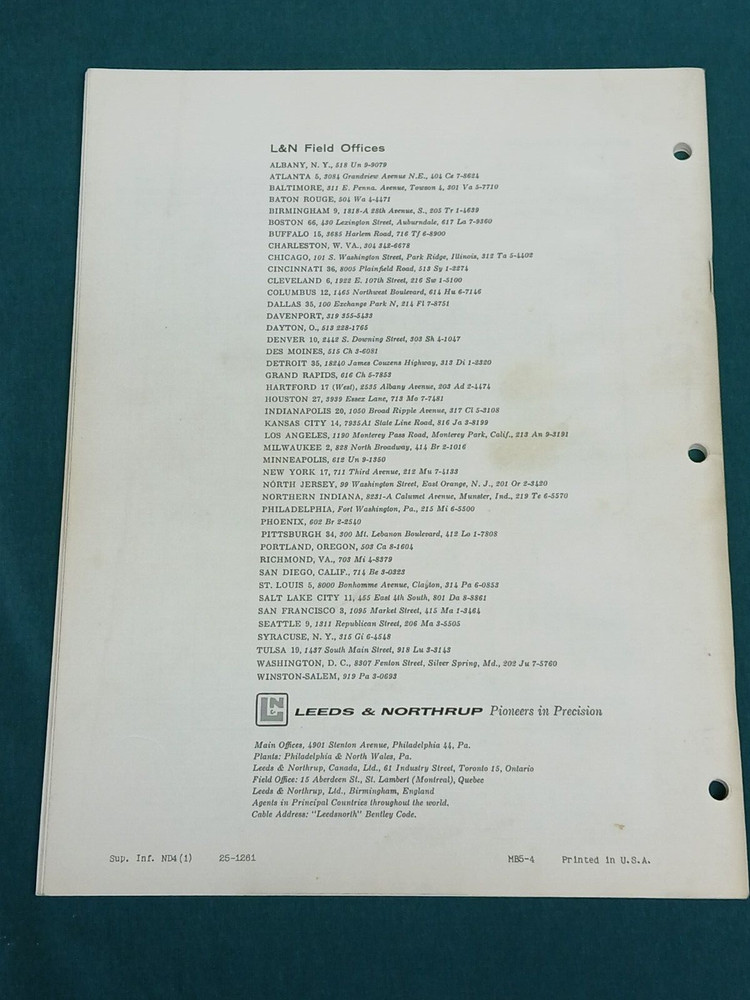 L&N Field Offices
ALBANY, N. Y., 518 Un 9-9079
ATLANTA 5, 3084 Grandview Avenue N.E., 404 Ce 7-8624
BALTIMORE, 311 E. Penna. Avenue, Towson 4, 301 Va 5-7710
BATON ROUGE, 504 Wa 4-4471
BIRMINGHAM 9, 1318-A 28th Avenue, S., 205 Tr 1-4639
BOSTON 66, 430 Lexington Street, Auburndale, 617 La 7-9360
BUFFALO 15, 3685 Harlem Road, 716 Tf 6-8900
CHARLESTON, W. VA., 304 342-6678
CHICAGO, 101 S. Washington Street, Park Ridge, Illinois, 312 Ta 5-4402
CINCINNATI 36, 8005 Plainfield Road, 513 Sy 1-2274
CLEVELAND 6, 1922 E. 107th Street, 216 Sw 1-5100
COLUMBUS 12, 1465 Northwest Boulevard, 614 Hu 6-7146
DALLAS 35, 100 Exchange Park N, 214 Fl 7-8751
DAVENPORT, 319 355-5433
DAYTON, O., 513 228-1765
DENVER 10, 2442 S. Downing Street, 303 Sh 4-1047
DES MOINES, 515 Ch 3-6081
DETROIT 35, 18240 James Couzens Highway, 313 Di 1-2320
GRAND RAPIDS, 616 Ch 5-7853
HARTFORD 17 (West), 2535 Albany Avenue, 203 Ad 2-4474
HOUSTON 27, 3939 Essex Lane, 713 Mo 7-7481
INDIANAPOLIS 20, 1050 Broad Ripple Avenue, 317 Cl 5-3108
KANSAS CITY 14, 7935A1 State Line Road, 816 Ja 3-8199
LOS ANGELES, 1190 Monterey Pass Road, Monterey Park, Calif., 213 An 9-3191
MILWAUKEE 2, 828 North Broadway, 414 Br 2-1016
MINNEAPOLIS, 612 Un 9-1350
NEW YORK 17, 711 Third Avenue, 212 Mu 7-4133
NORTH JERSEY, 99 Washington Street, East Orange, N. J., 201 Or 2-3420
NORTHERN INDIANA, 8231-A Calumet Avenue, Munster, Ind., 219 Te 6-5570
PHILADELPHIA, Fort Washington, Pa., 215 Mi 6-5500
PHOENIX, 602 Br 2-2540
PITTSBURGH 34, 300 Mt. Lebanon Boulevard, 412 Lo 1-7808
PORTLAND, OREGON, 503 Ca 8-1604
RICHMOND, VA., 703 Mi 4-8379
SAN DIEGO, CALIF., 714 Be 3-0323
ST. LOUIS 5, 8000 Bonhomme Avenue, Clayton, 314 Pa 6-0853
SALT LAKE CITY 11, 455 East 4th South, 801 Da 8-8861
SAN FRANCISCO 3, 1095 Market Street, 415 Ma 1-3464
SEATTLE 9, 1311 Republican Street, 206 Ma 3-5505
SYRACUSE, N. Y., 315 Gi 6-4548
TULSA 19, 1437 South Main Street, 918 Lu 3-3143
WASHINGTON, D. C., 8307 Fenton Street, Silver Spring, Md., 202 Ju 7-5760
WINSTON-SALEM, 919 Pa 3-0693
L&N LEEDS & NORTHRUP Pioneers in Precision
Main Offices, 4901 Stenton Avenue, Philadelphia 44, Pa.
Plants: Philadelphia & North Wales, Pa.
Leeds & Northrup, Canada, Ltd., 61 Industry Street, Toronto 15, Ontario
Field Office: 15 Aberdeen St., St. Lambert (Montreal), Quebec
Leeds & Northrup, Ltd., Birmingham, England
Agents in Principal Countries throughout the world.
Cable Address: "Leedsnorth" Bentley Code.
Sup. Inf. ND4(1) 25-1261 MB5-4 Printed in U.S.A.